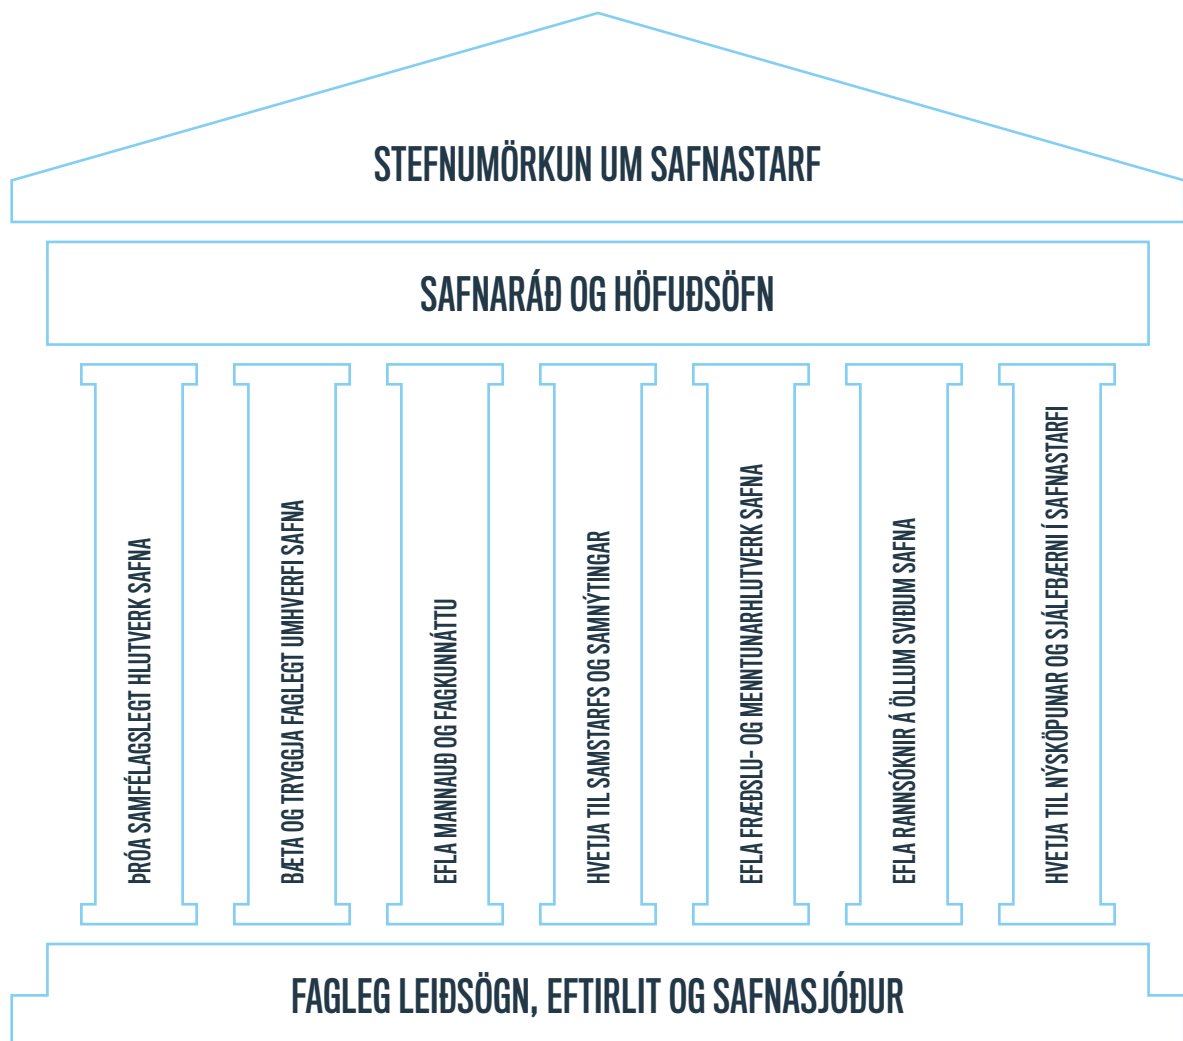 STEFNUMÖRKUN UM SAFNASTARF
SAFNARÁÐ OG HÖFUÐSÖFN
ÞRÓA SAMFÉLAGSLEGT HLUTVERK SAFNA
BÆTA OG TRYGGJA FAGLEGT UMHVERFI SAFNA
EFLA MANNAUÐ OG FAGKUNNÁTTU
HVETJA TIL SAMSTARFS OG SAMNÝTINGAR
EFLA FRÆÐSLU- OG MENNTUNARHLUTVERK SAFNA
EFLA RANNSÓKNIR Á ÖLLUM SVIÐUM SAFNA
HVETJA TIL NÝSKÖPUNAR OG SJÁLFBÆRNI Í SAFNASTARFI
FAGLEG LEIÐSÖGN, EFTIRLIT OG SAFNASJÓÐUR